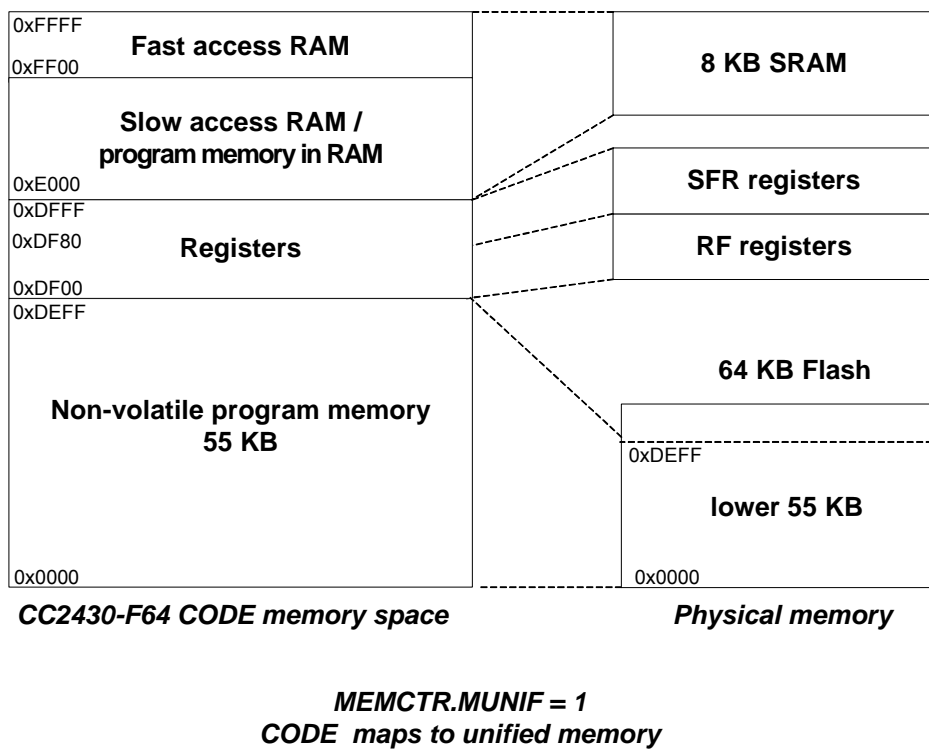 0xFFFF
Fast access RAM
0xFF00
8 KB SRAM
Slow access RAM /
program memory in RAM
0xE000
SFR registers
0xDFFF
0xDF80
Registers
RF registers
0xDF00
0xDEFF
64 KB Flash
Non-volatile program memory
55 KB
0xDEFF
lower 55 KB
0x0000
0x0000
CC2430-F64 CODE memory space
Physical memory
MEMCTR.MUNIF = 1
CODE maps to unified memory